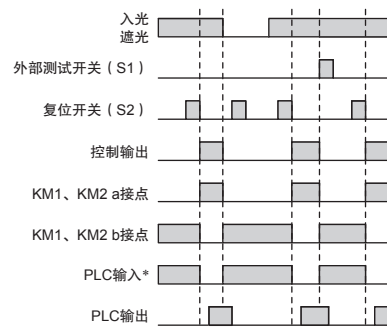 入光
遮光
外部测试开关（S1）
复位开关（S2）
控制输出
KM1、KM2 a接点
KM1、KM2 b接点
PLC输入*
PLC输出